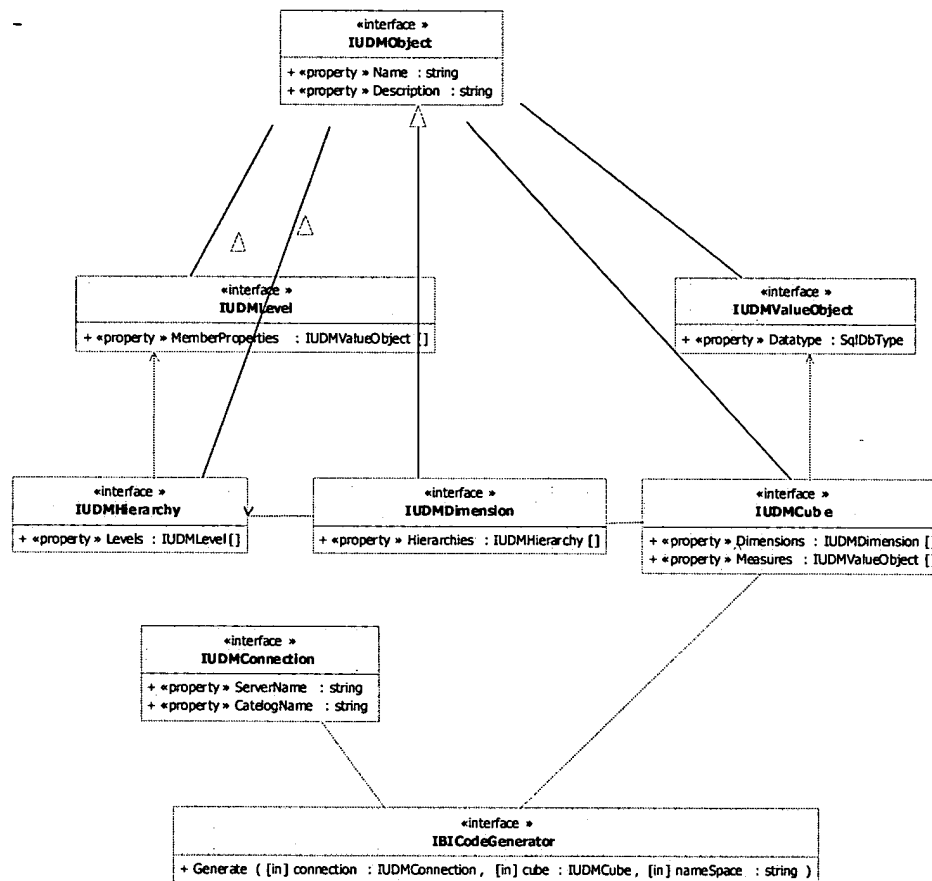 «interface »
IUDMObject
+ «property » Name : string
+ «property » Description : string
«interface »
IUDMLevel
+ «property » MemberProperties : IUDMValueObject []
«interface »
IUDMValueObject
+ «property » Datatype : SqlDbType
«interface »
IUDMHierarchy
+ «property » Levels : IUDMLevel[]
«interface »
IUDMDimension
+ «property » Hierarchies : IUDMHierarchy []
«interface »
IUDMCube
+ «property » Dimensions : IUDMDimension []
+ «property » Measures : IUDMValueObject []
«interface »
IUDMConnection
+ «property » ServerName : string
+ «property » CatelogName : string
«interface »
IBICodeGenerator
+ Generate ( [in] connection : IUDMConnection , [in] cube : IUDMCube , [in] nameSpace : string )